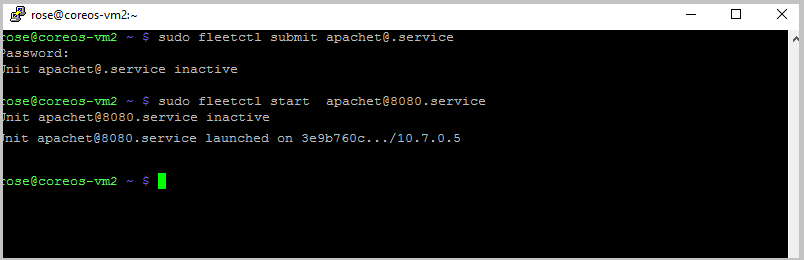 rose@coreos-vm2:~
rose@coreos-vm2 ~ $ sudo fleetctl submit apachet@.service
Password:
Unit apachet@.service inactive
rose@coreos-vm2 ~ $ sudo fleetctl start  apachet@8080.service
Unit apachet@8080.service inactive
Unit apachet@8080.service launched on 3e9b760c.../10.7.0.5
rose@coreos-vm2 ~ $